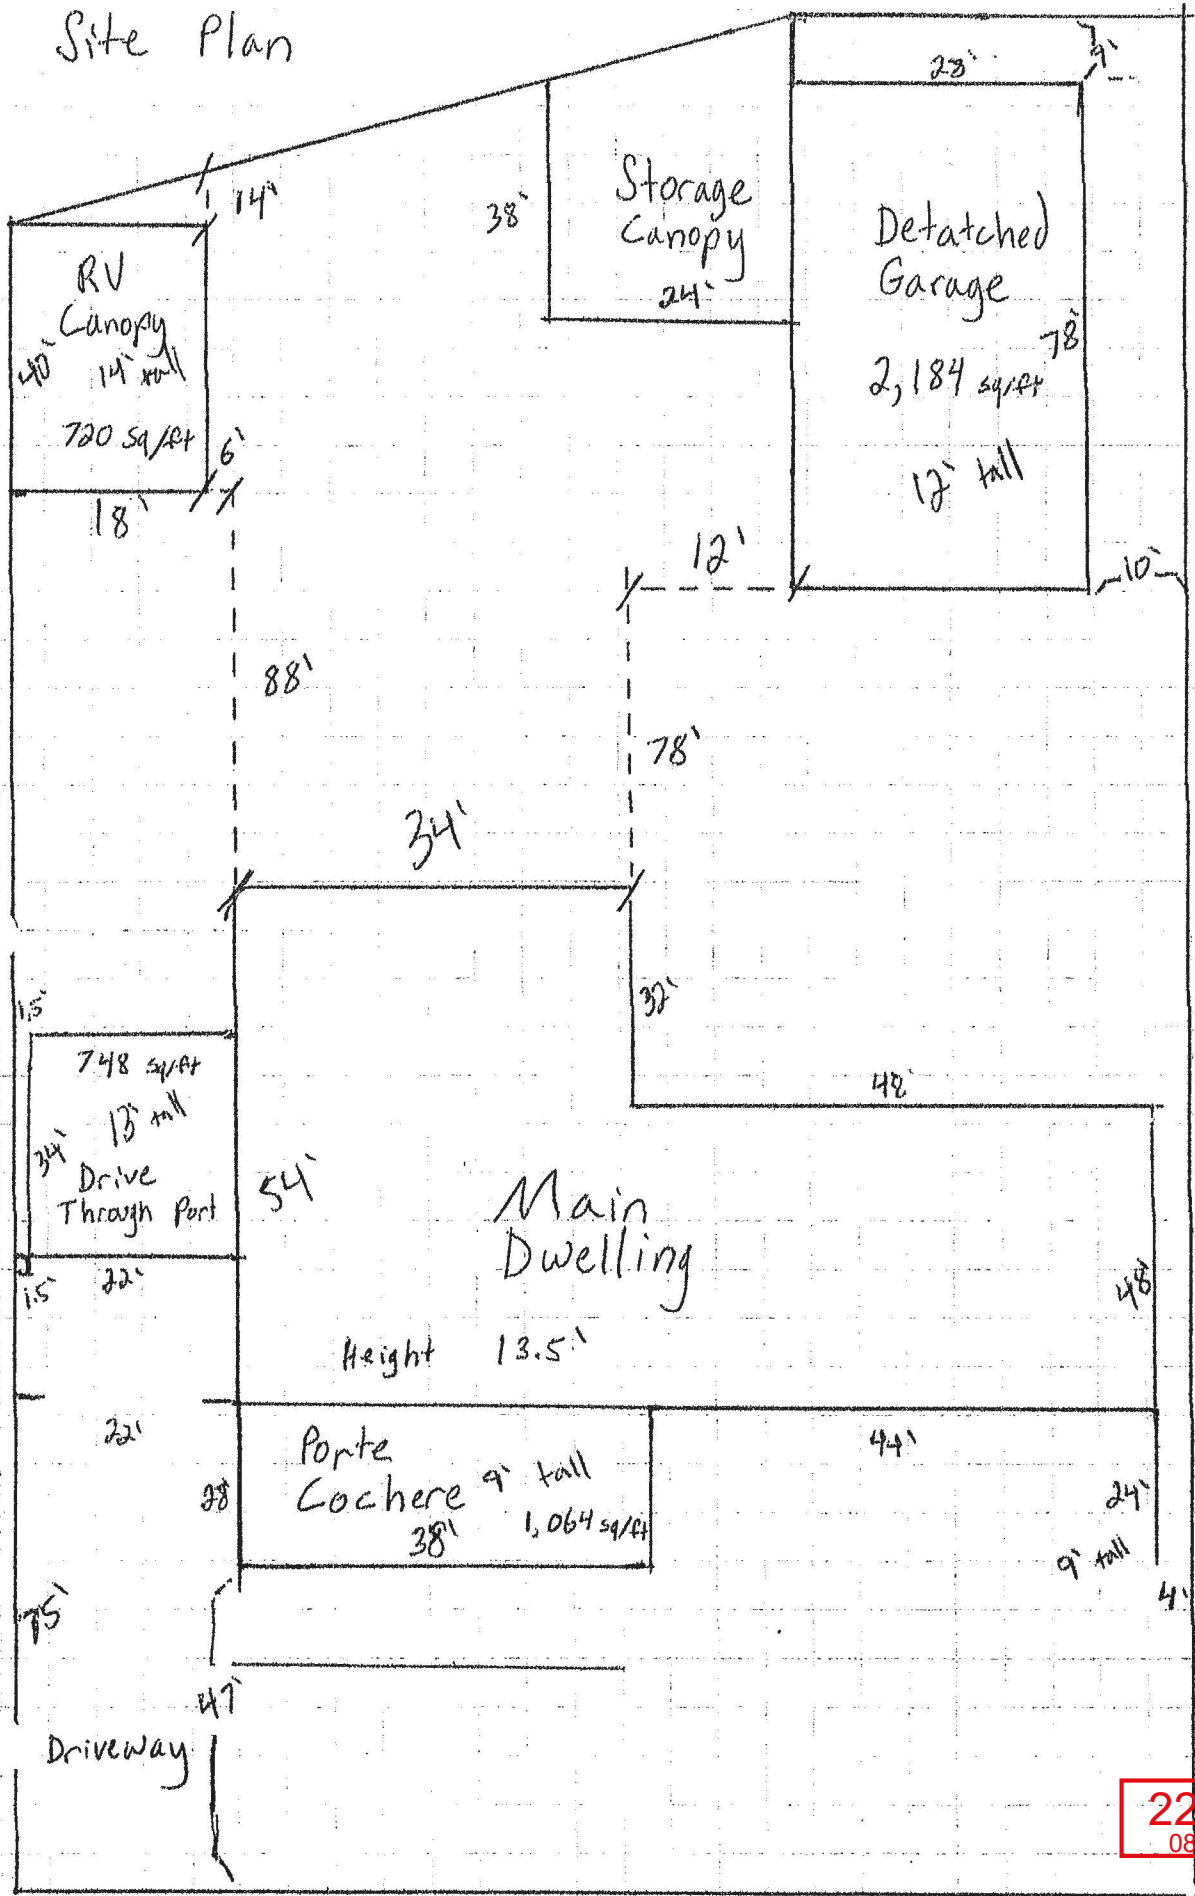 Site Plan
28'
9'
14'
38'
Storage
Canopy
24'
Detatched
Garage
78'
2,184 sq/ft
12' tall
RV
Canopy
40'
14' tall
720 sq/ft
6'
18'
12'
10'
88'
78'
34'
32'
1.5'
748 sq/ft
13' tall
34'
Drive
Through Port
48'
54'
Main
Dwelling
48'
1.5'
22'
Height 13.5'
22'
Porte
Cochere 9' tall
28'
38'
1,064 sq/ft
44'
24'
9' tall
4'
75'
47'
Driveway
22
08